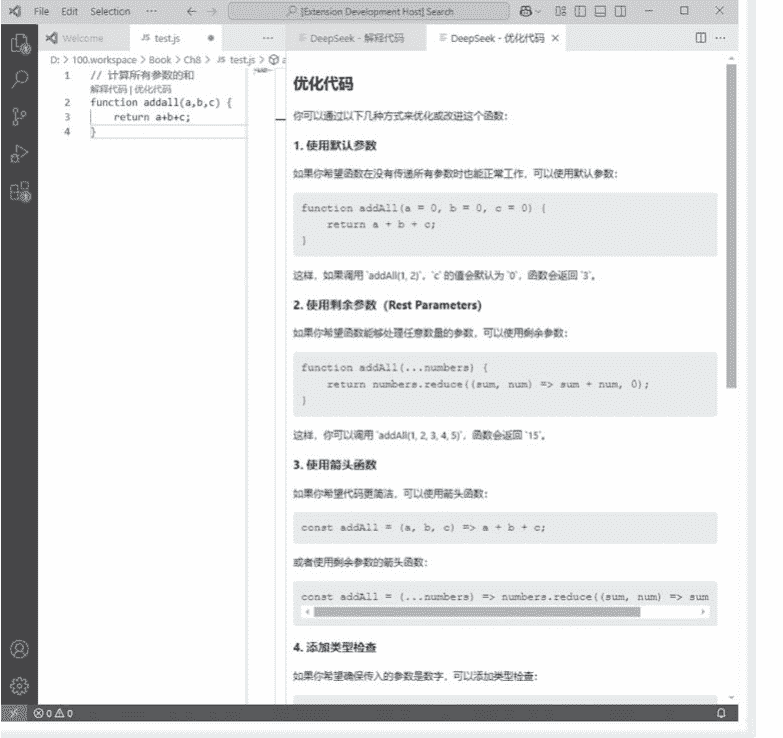 File Edit Selection ··· [Extension Development Host] Search
Welcome JS test.js ···
D: > 100.workspace > Book > Ch8 > JS test.js >
1 // 计算所有参数的和
解释代码 | 优化代码
2 function addall(a,b,c) {
3 return a+b+c;
4 }
DeepSeek - 解释代码 DeepSeek - 优化代码 ···
优化代码
你可以通过以下几种方式来优化或改进这个函数：
1. 使用默认参数
如果你希望函数在没有传递所有参数时也能正常工作，可以使用默认参数：
function addAll(a = 0, b = 0, c = 0) {
return a + b + c;
}
这样，如果调用 `addAll(1, 2)`，`c` 的值会默认为 `0`，函数会返回 `3`。
2. 使用剩余参数（Rest Parameters）
如果你希望函数能够处理任意数量的参数，可以使用剩余参数：
function addAll(...numbers) {
return numbers.reduce((sum, num) => sum + num, 0);
}
这样，你可以调用 `addAll(1, 2, 3, 4, 5)`，函数会返回 `15`。
3. 使用箭头函数
如果你希望代码更简洁，可以使用箭头函数：
const addAll = (a, b, c) => a + b + c;
或者使用剩余参数的箭头函数：
const addAll = (...numbers) => numbers.reduce((sum, num) => sum
4. 添加类型检查
如果你希望确保传入的参数是数字，可以添加类型检查：
0 0